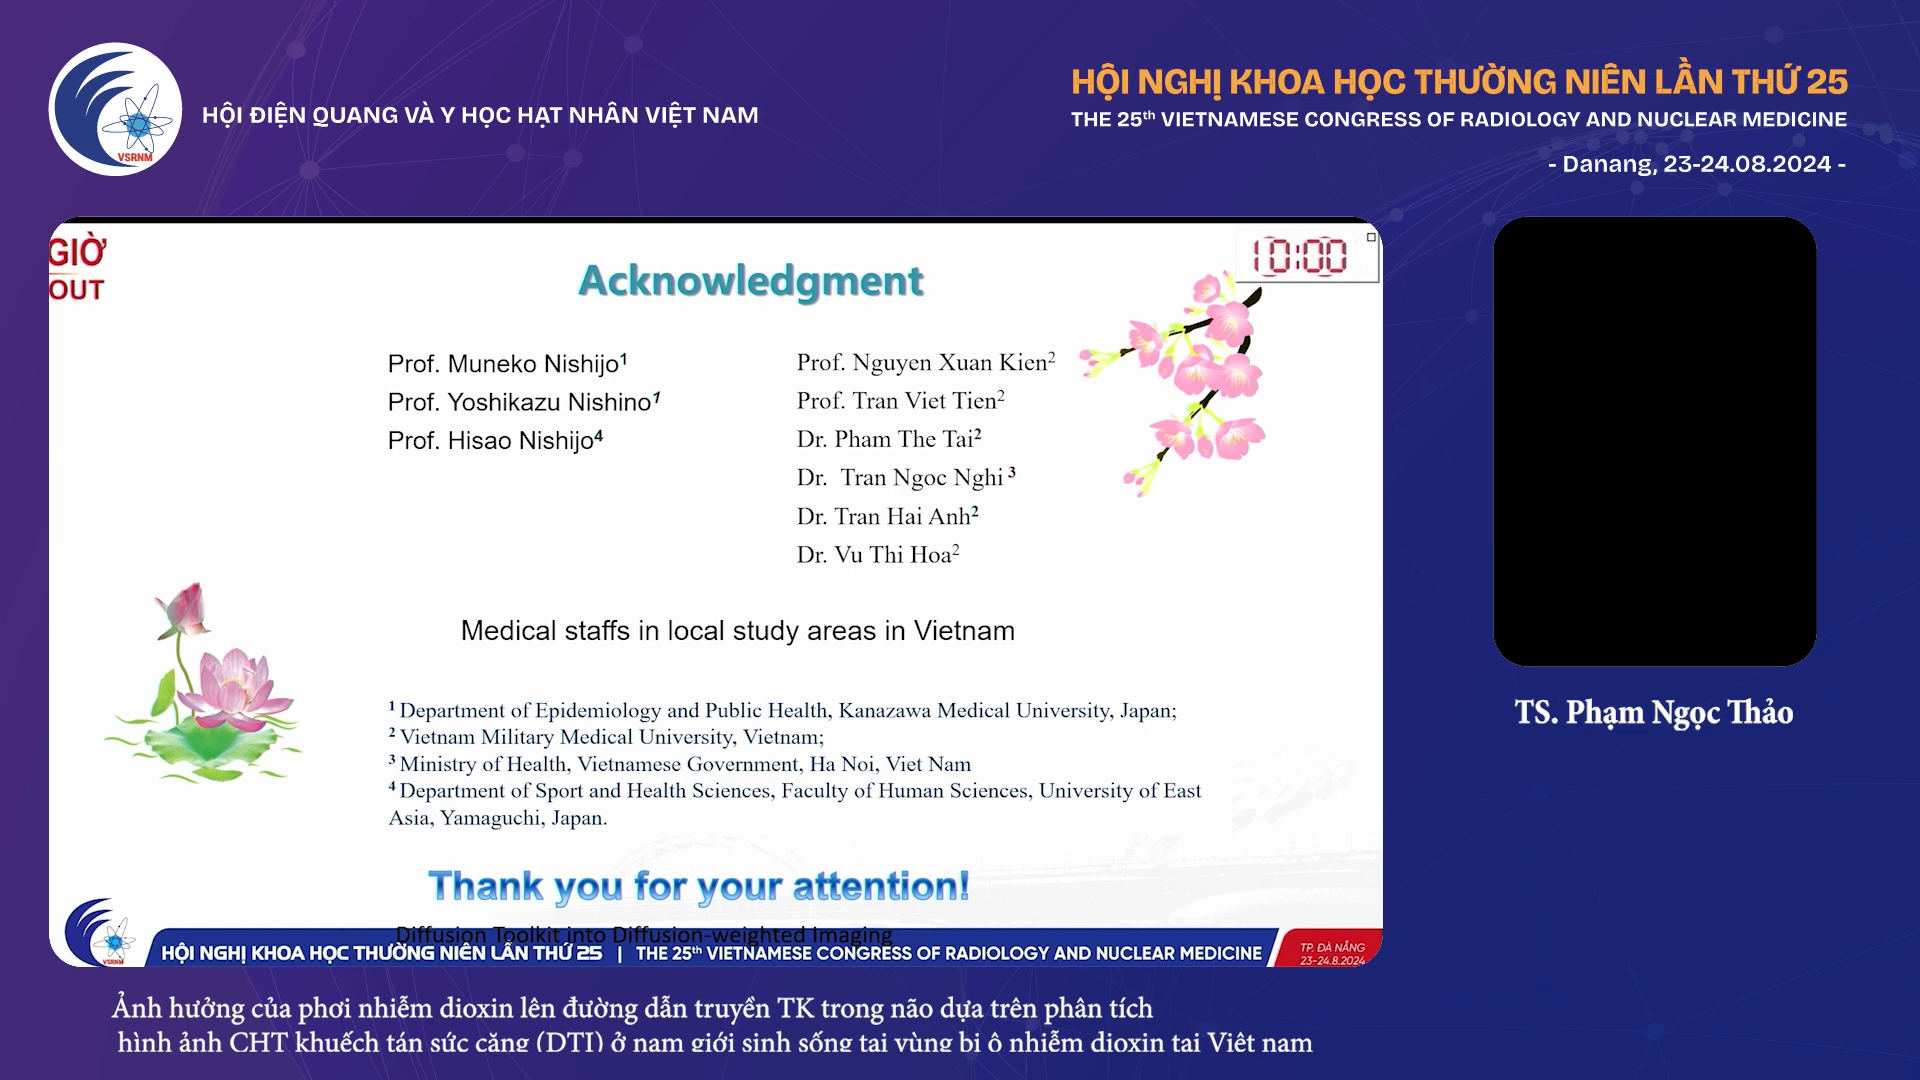 VSRNM
HỘI ĐIỆN QUANG VÀ Y HỌC HẠT NHÂN VIỆT NAM
HỘI NGHỊ KHOA HỌC THƯỜNG NIÊN LẦN THỨ 25
THE 25th VIETNAMESE CONGRESS OF RADIOLOGY AND NUCLEAR MEDICINE
- Danang, 23-24.08.2024 -
GIỜ
OUT
10:00
Acknowledgment
Prof. Muneko Nishijo¹
Prof. Yoshikazu Nishino¹
Prof. Hisao Nishijo⁴
Prof. Nguyen Xuan Kien²
Prof. Tran Viet Tien²
Dr. Pham The Tai²
Dr. Tran Ngoc Nghi ³
Dr. Tran Hai Anh²
Dr. Vu Thi Hoa²
Medical staffs in local study areas in Vietnam
¹ Department of Epidemiology and Public Health, Kanazawa Medical University, Japan;
² Vietnam Military Medical University, Vietnam;
³ Ministry of Health, Vietnamese Government, Ha Noi, Viet Nam
⁴ Department of Sport and Health Sciences, Faculty of Human Sciences, University of East
Asia, Yamaguchi, Japan.
Thank you for your attention!
Diffusion Toolkit into Diffusion-weighted Imaging
VSRNM
HỘI NGHỊ KHOA HỌC THƯỜNG NIÊN LẦN THỨ 25 | THE 25th VIETNAMESE CONGRESS OF RADIOLOGY AND NUCLEAR MEDICINE
TP. ĐÀ NẴNG
23-24.8.2024
TS. Phạm Ngọc Thảo
Ảnh hưởng của phơi nhiễm dioxin lên đường dẫn truyền TK trong não dựa trên phân tích
hình ảnh CHT khuếch tán sức căng (DTI) ở nam giới sinh sống tại vùng bị ô nhiễm dioxin tại Việt nam